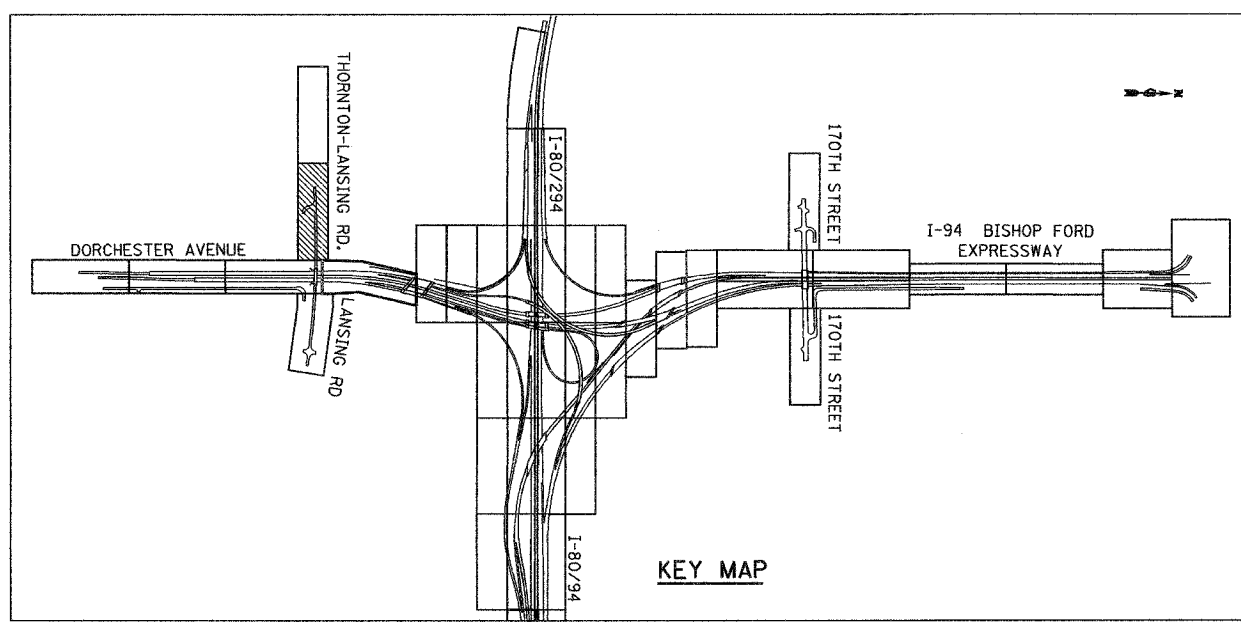 THORNTON-LANSING RD.
I-80/294
170TH STREET
N
DORCHESTER AVENUE
I-94 BISHOP FORD
EXPRESSWAY
LANSING RD
170TH STREET
I-80/94
KEY MAP